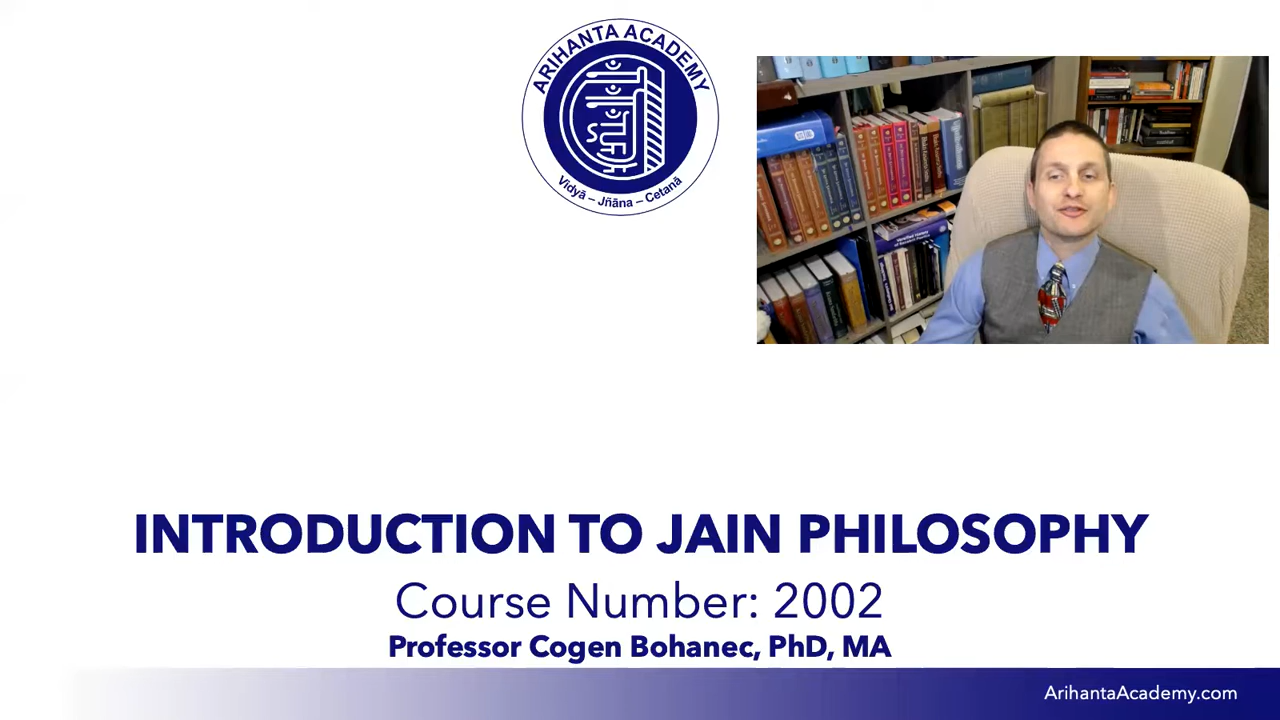 ARIHANTA ACADEMY
Vidyā – Jñāna – Cetanā
INTRODUCTION TO JAIN PHILOSOPHY
Course Number: 2002
Professor Cogen Bohanec, PhD, MA
ArihantaAcademy.com